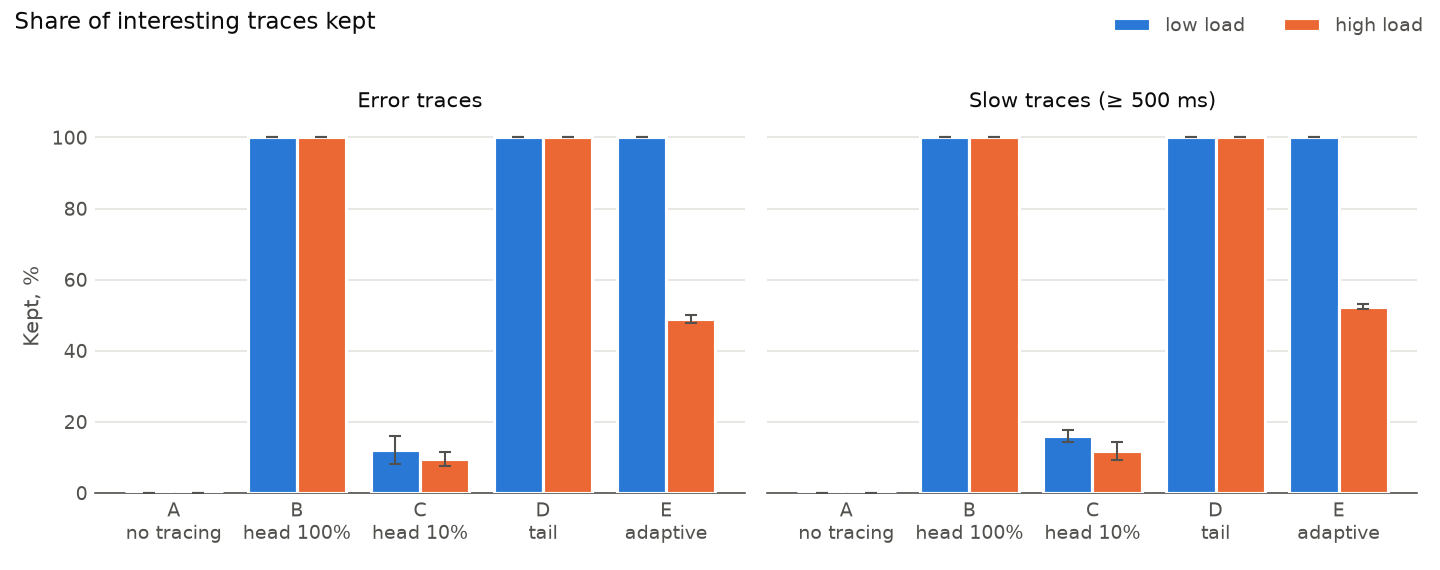 Share of interesting traces kept
low load
high load
Error traces
Slow traces (≥ 500 ms)
Kept, %
100
80
60
40
20
0
A
no tracing
B
head 100%
C
head 10%
D
tail
E
adaptive
A
no tracing
B
head 100%
C
head 10%
D
tail
E
adaptive